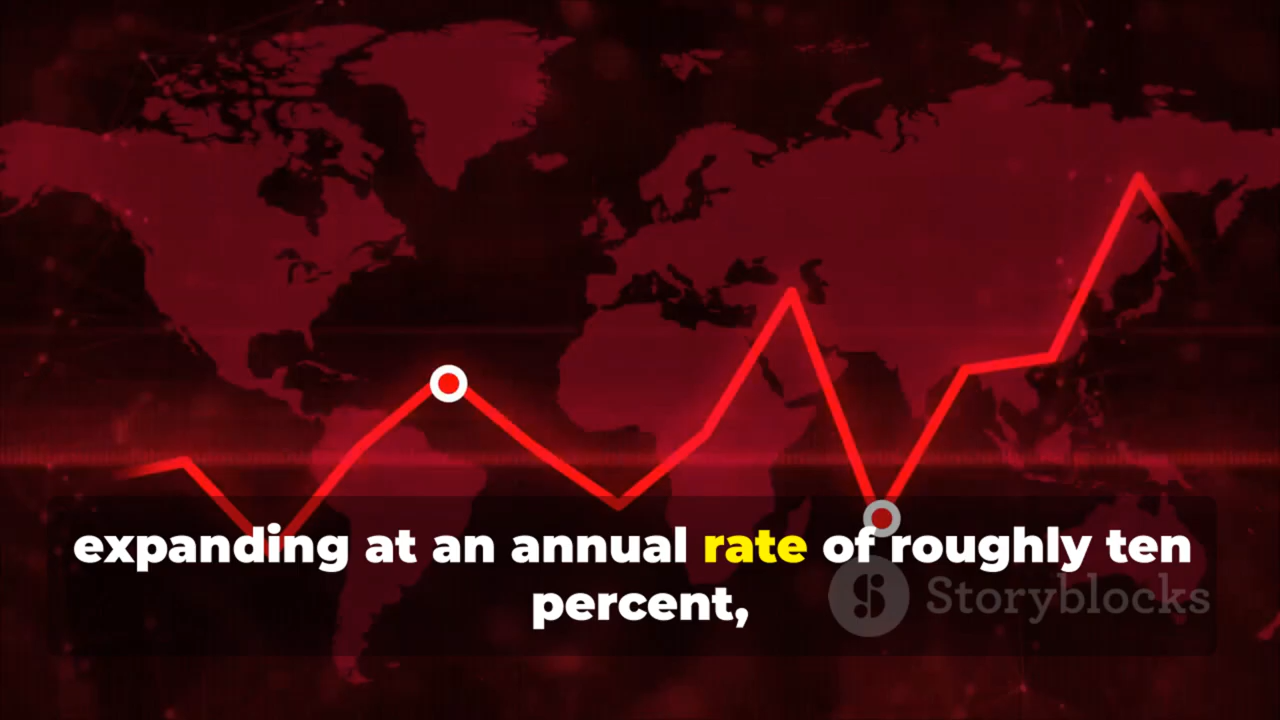 expanding at an annual rate of roughly ten
percent,
Storyblocks